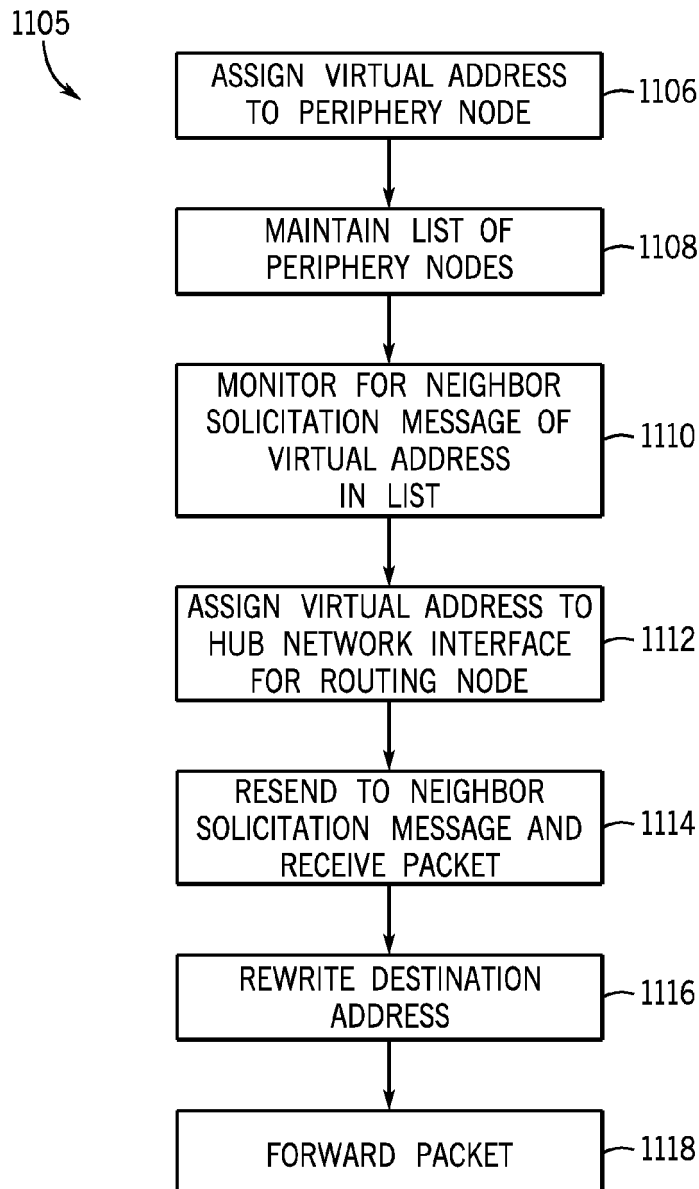 1105
ASSIGN VIRTUAL ADDRESS
TO PERIPHERY NODE
1106
MAINTAIN LIST OF
PERIPHERY NODES
1108
MONITOR FOR NEIGHBOR
SOLICITATION MESSAGE OF
VIRTUAL ADDRESS
IN LIST
1110
ASSIGN VIRTUAL ADDRESS TO
HUB NETWORK INTERFACE
FOR ROUTING NODE
1112
RESEND TO NEIGHBOR
SOLICITATION MESSAGE AND
RECEIVE PACKET
1114
REWRITE DESTINATION
ADDRESS
1116
FORWARD PACKET
1118